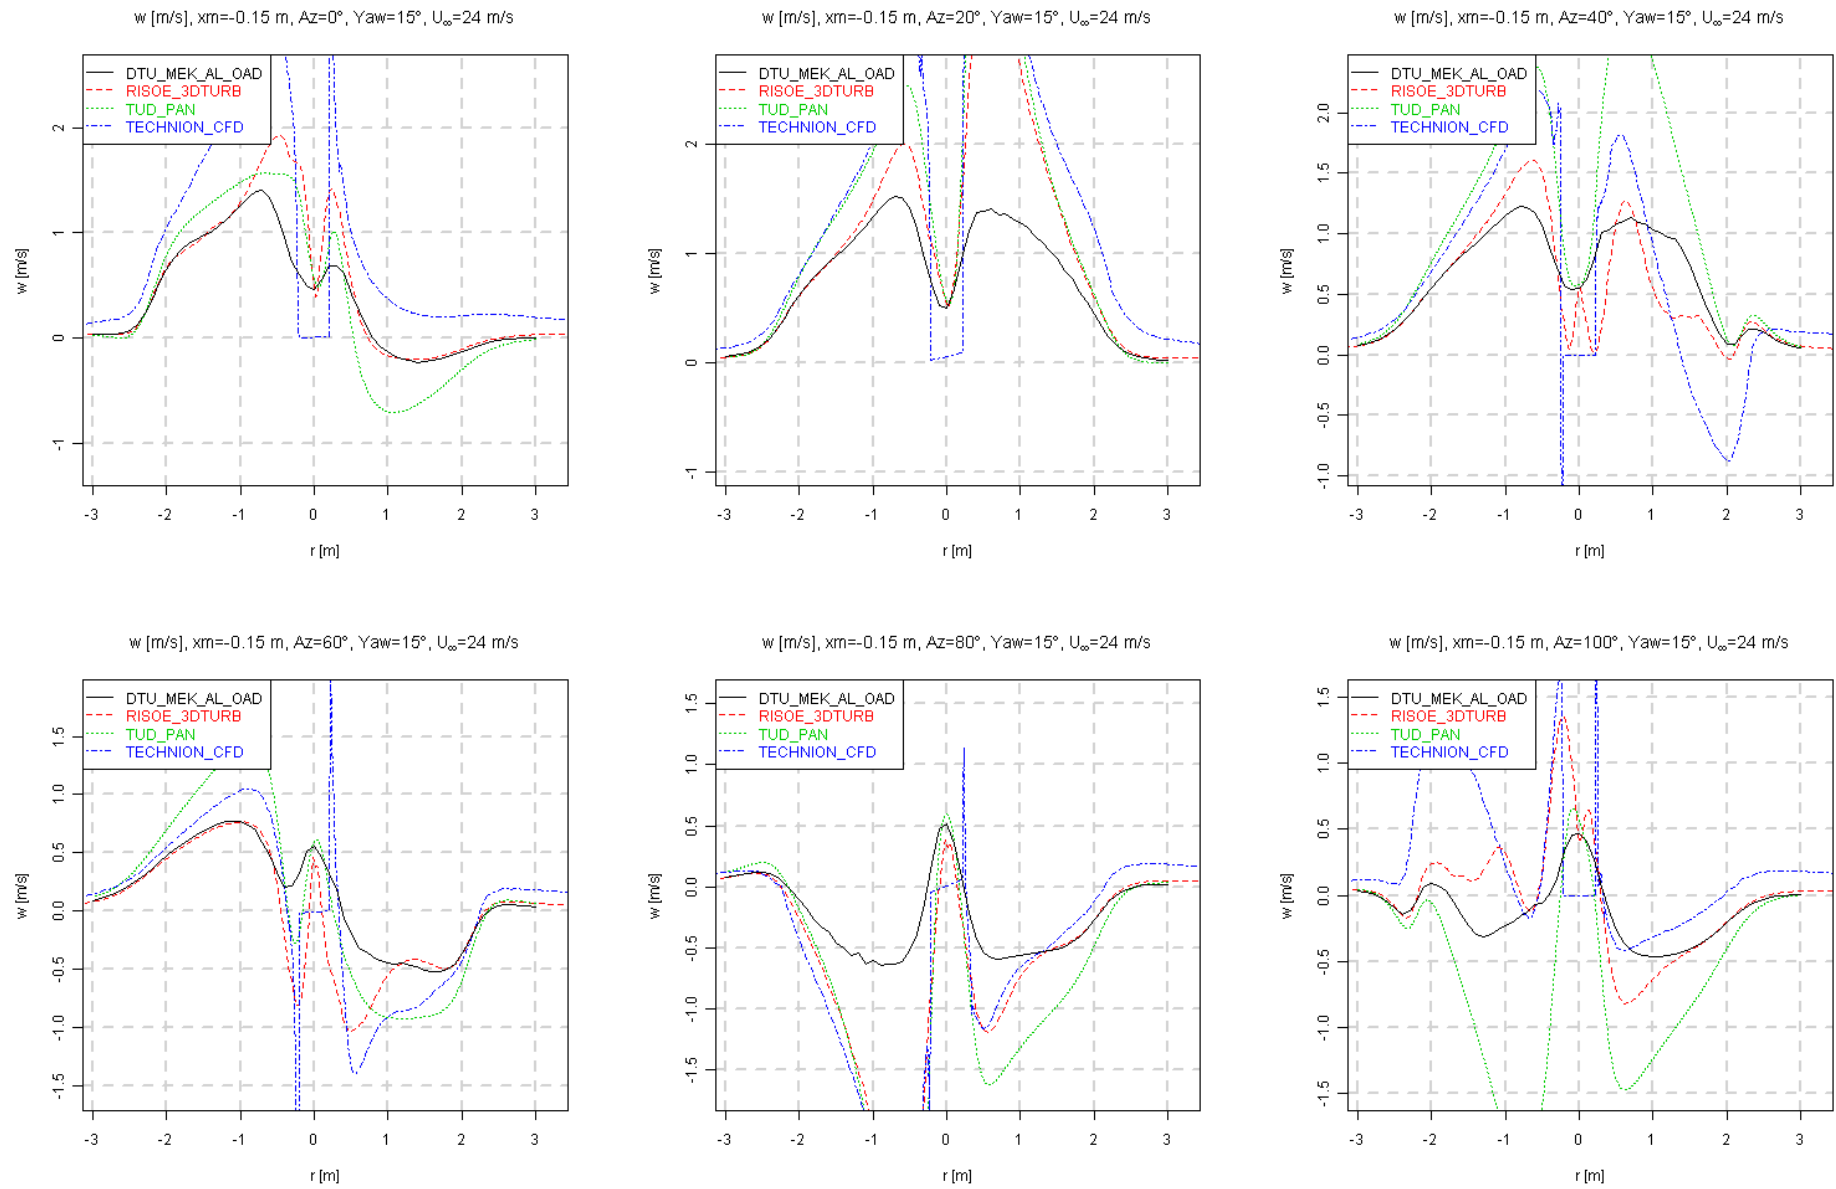 w [m/s], xm=-0.15 m, Az=0°, Yaw=15°, U∞=24 m/s
DTU_MEK_AL_OAD
RISOE_3DTURB
TUD_PAN
TECHNION_CFD
w [m/s]
2
1
0
-1
-3 -2 -1 0 1 2 3
r [m]
w [m/s], xm=-0.15 m, Az=20°, Yaw=15°, U∞=24 m/s
DTU_MEK_AL_OAD
RISOE_3DTURB
TUD_PAN
TECHNION_CFD
w [m/s]
2
1
0
-1
-3 -2 -1 0 1 2 3
r [m]
w [m/s], xm=-0.15 m, Az=40°, Yaw=15°, U∞=24 m/s
DTU_MEK_AL_OAD
RISOE_3DTURB
TUD_PAN
TECHNION_CFD
w [m/s]
2.0
1.5
1.0
0.5
0.0
-0.5
-1.0
-3 -2 -1 0 1 2 3
r [m]
w [m/s], xm=-0.15 m, Az=60°, Yaw=15°, U∞=24 m/s
DTU_MEK_AL_OAD
RISOE_3DTURB
TUD_PAN
TECHNION_CFD
w [m/s]
1.5
1.0
0.5
0.0
-0.5
-1.0
-1.5
-3 -2 -1 0 1 2 3
r [m]
w [m/s], xm=-0.15 m, Az=80°, Yaw=15°, U∞=24 m/s
DTU_MEK_AL_OAD
RISOE_3DTURB
TUD_PAN
TECHNION_CFD
w [m/s]
1.5
1.0
0.5
0.0
-0.5
-1.0
-1.5
-3 -2 -1 0 1 2 3
r [m]
w [m/s], xm=-0.15 m, Az=100°, Yaw=15°, U∞=24 m/s
DTU_MEK_AL_OAD
RISOE_3DTURB
TUD_PAN
TECHNION_CFD
w [m/s]
1.5
1.0
0.5
0.0
-0.5
-1.0
-1.5
-3 -2 -1 0 1 2 3
r [m]